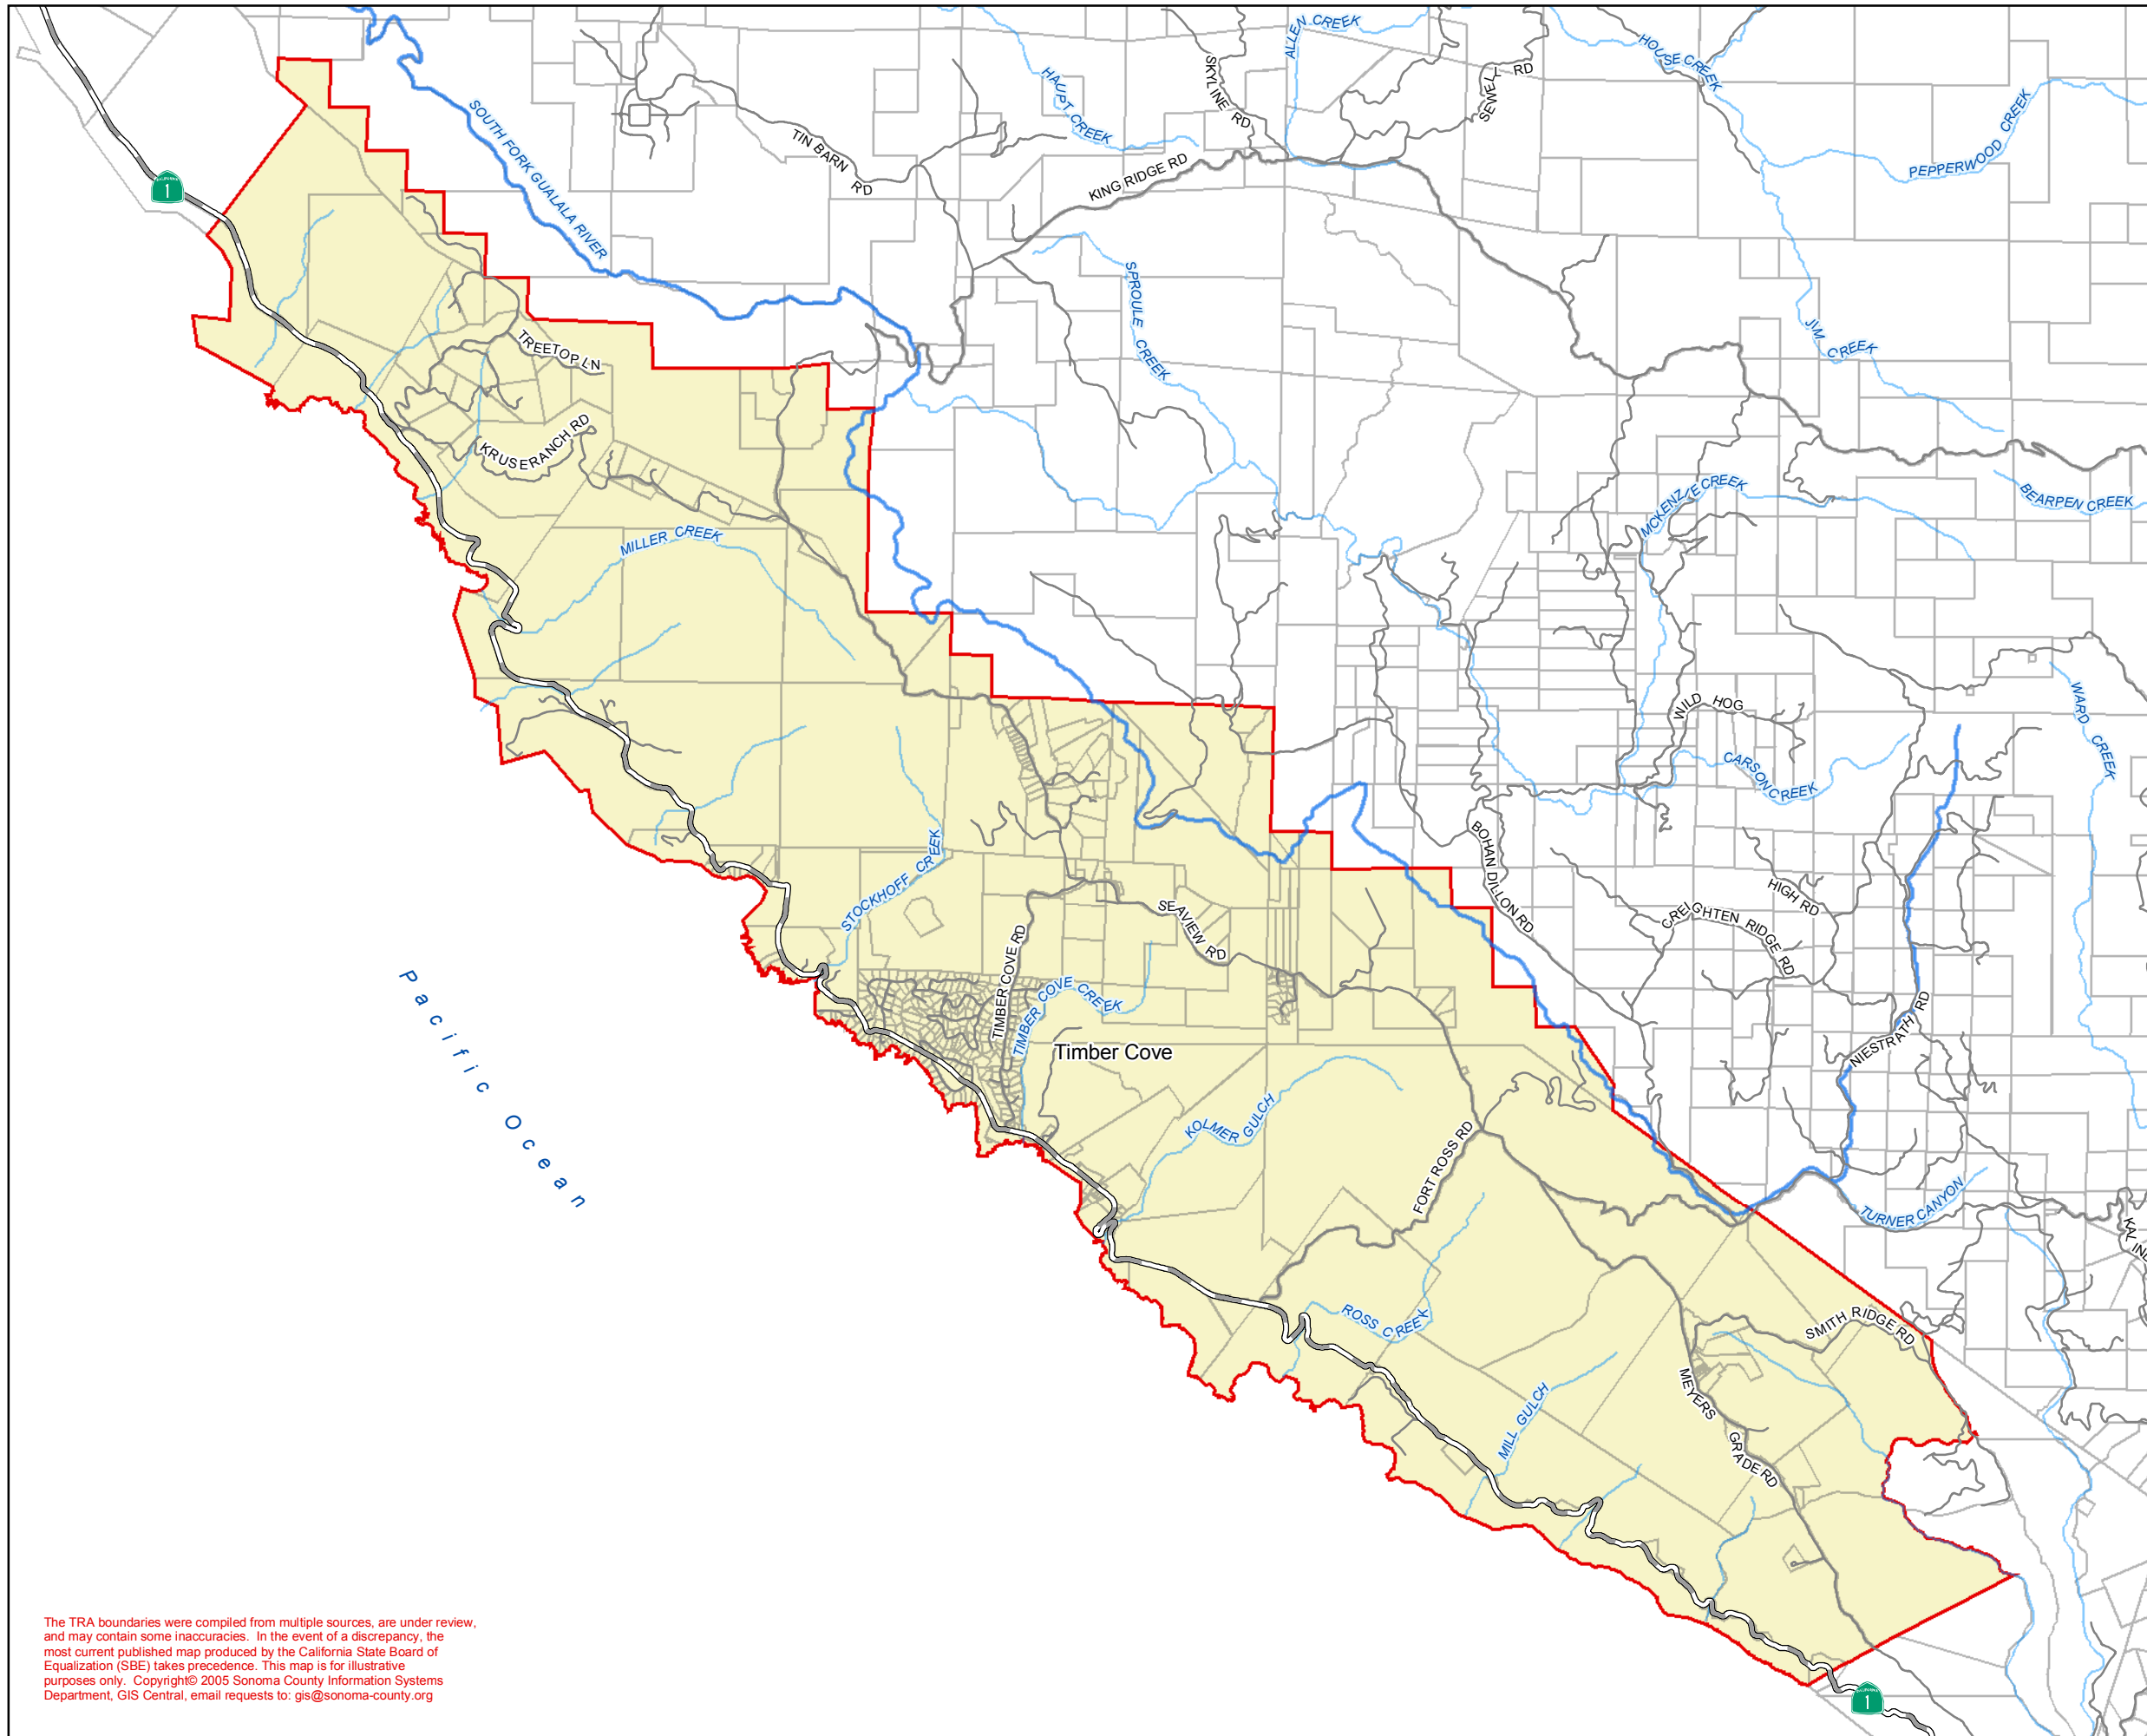 ALLEN CREEK
HOUSE CREEK
SKYLINE RD
SEWELL RD
HAUPT CREEK
PEPPERWOOD CREEK
SOUTH FORK GUALALA RIVER
TIN BARN RD
KING RIDGE RD
1
SPROULE CREEK
JIM CREEK
TREETOP LN
KRUSERANCH RD
MCKENZIE CREEK
BEARPEN CREEK
MILLER CREEK
WARD CREEK
WILD HOG
CARSON CREEK
STOCKHOFF CREEK
BOHAN DILLON RD
HIGH RD
CREIGHTEN RIDGE RD
SEAVIEW RD
TIMBER COVE RD
TIMBER COVE CREEK
Pacific Ocean
Timber Cove
NIESTRATH RD
KOLMER GULCH
FORT ROSS RD
TURNER CANYON
ROSS CREEK
SMITH RIDGE RD
MEYERS GRADE RD
MILL GULCH
The TRA boundaries were compiled from multiple sources, are under review,
and may contain some inaccuracies. In the event of a discrepancy, the
most current published map produced by the California State Board of
Equalization (SBE) takes precedence. This map is for illustrative
purposes only. Copyright© 2005 Sonoma County Information Systems
Department, GIS Central, email requests to: gis@sonoma-county.org
1